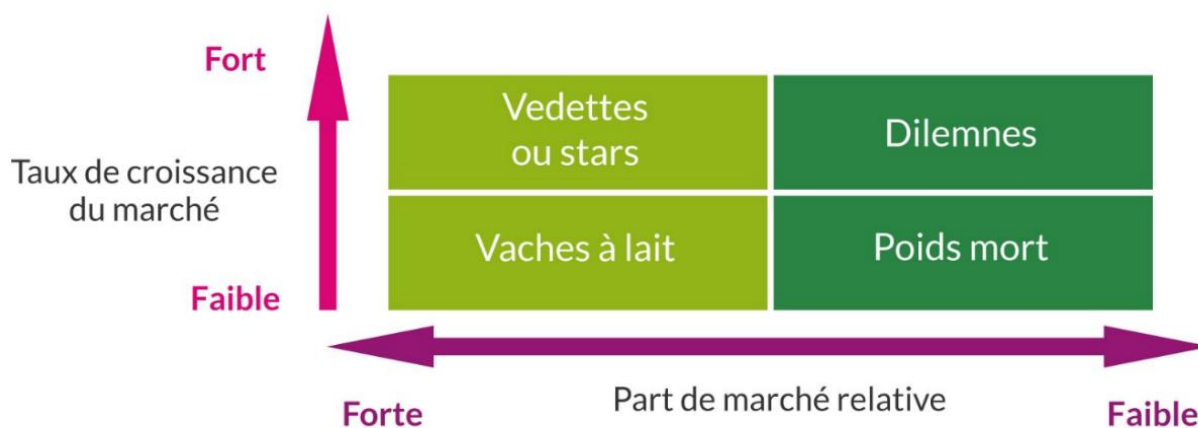 Fort
Taux de croissance
du marché
Faible
Vedettes
ou stars
Dilemnes
Vaches à lait
Poids mort
Forte
Part de marché relative
Faible